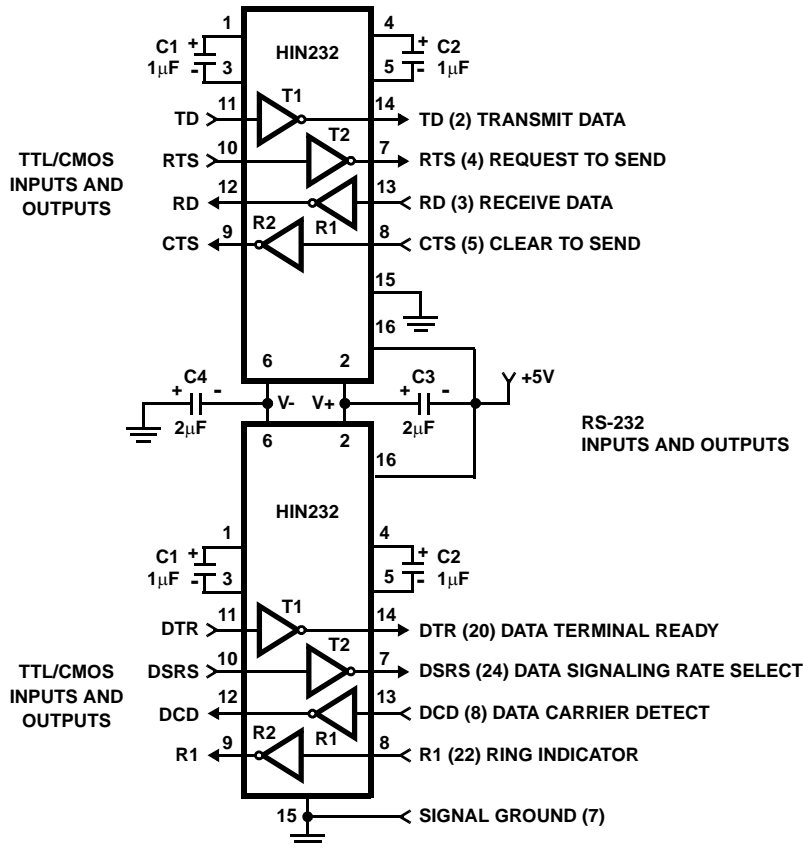 1
4
HIN232
C1
+
1µF
-
3
+
C2
5
-
1µF
T1
TD
11
14
TD (2) TRANSMIT DATA
T2
TTL/CMOS
INPUTS AND
OUTPUTS
RTS
10
7
RTS (4) REQUEST TO SEND
RD
12
13
RD (3) RECEIVE DATA
R2
R1
CTS
9
8
CTS (5) CLEAR TO SEND
15
16
6
2
C4
+
-
2µF
V-
V+
C3
+
-
2µF
+5V
RS-232
INPUTS AND OUTPUTS
6
2
16
HIN232
1
4
C1
+
1µF
-
3
+
C2
5
-
1µF
T1
DTR
11
14
DTR (20) DATA TERMINAL READY
T2
TTL/CMOS
INPUTS AND
OUTPUTS
DSRS
10
7
DSRS (24) DATA SIGNALING RATE SELECT
DCD
12
13
DCD (8) DATA CARRIER DETECT
R2
R1
R1
9
8
R1 (22) RING INDICATOR
15
SIGNAL GROUND (7)